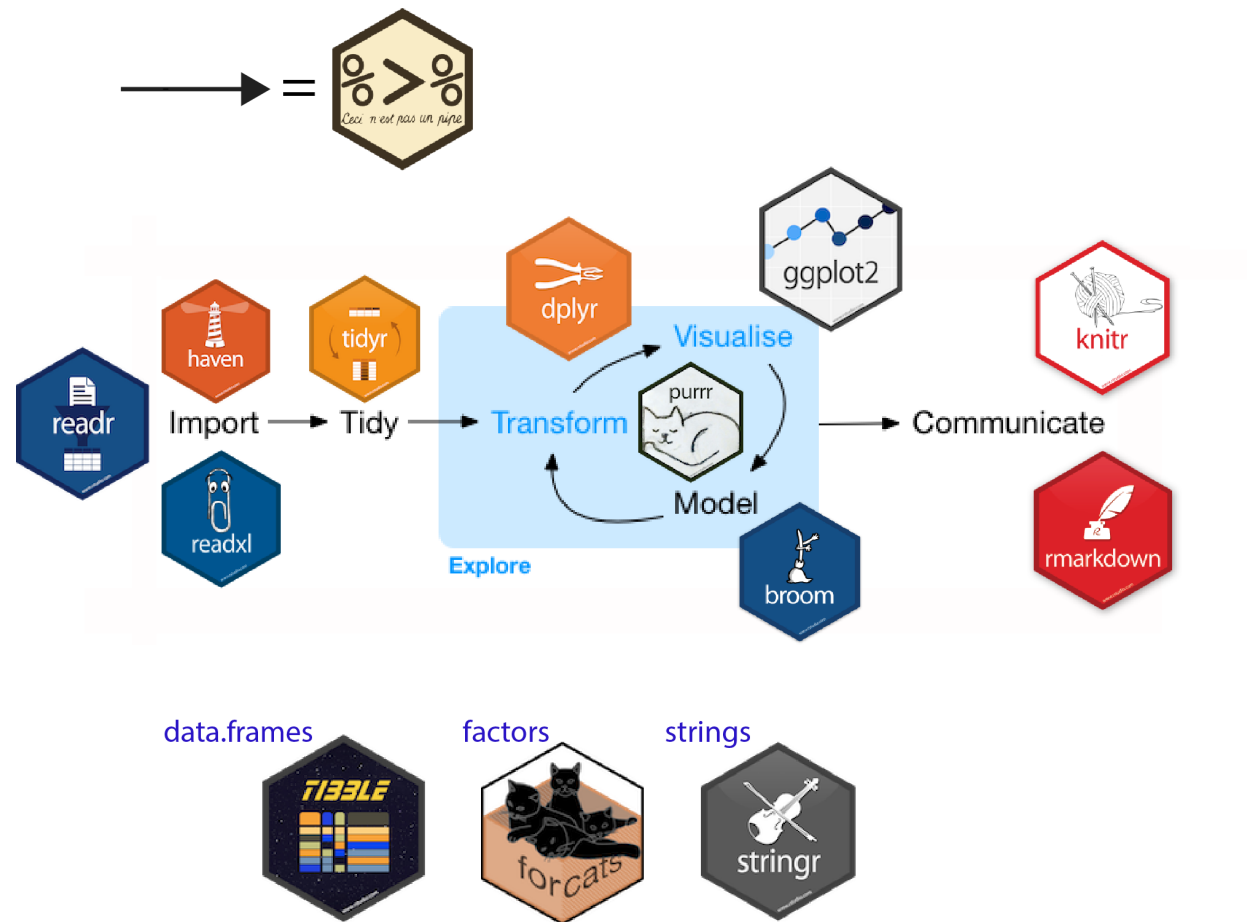 =
% > %
Ceci n'est pas un pipe
ggplot2
dplyr
haven
tidyr
knitr
Visualise
purrr
readr
Import
Tidy
Transform
Communicate
Model
readxl
Explore
broom
rmarkdown
data.frames
factors
strings
TIBBLE
forcats
stringr